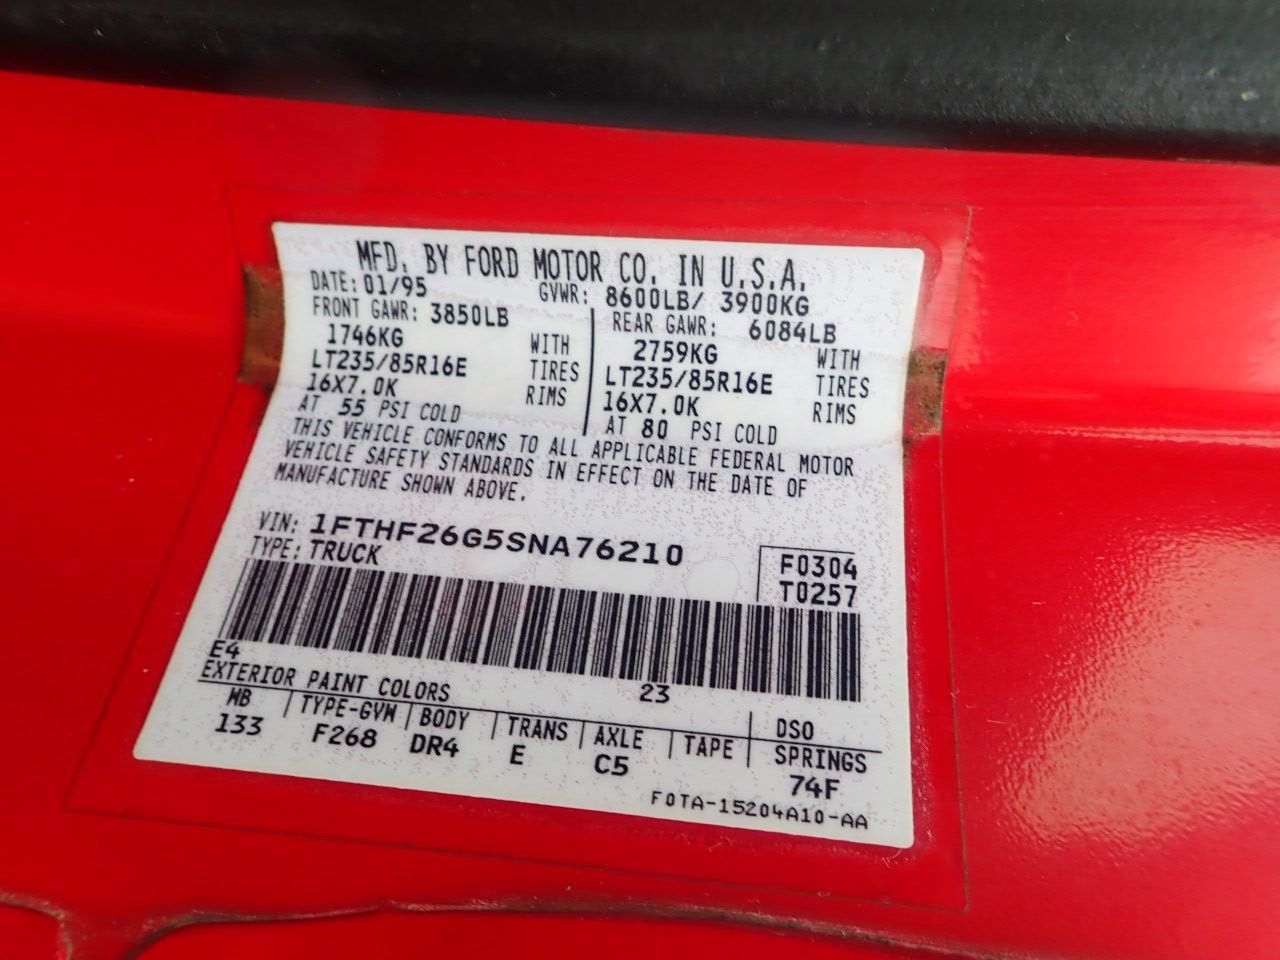 MFD. BY FORD MOTOR CO. IN U.S.A.
DATE: 01/95 GVWR: 8600LB/ 3900KG
FRONT GAWR: 3850LB REAR GAWR: 6084LB
1746KG WITH 2759KG WITH
LT235/85R16E TIRES LT235/85R16E TIRES
16X7.0K RIMS 16X7.0K RIMS
AT 55 PSI COLD AT 80 PSI COLD
THIS VEHICLE CONFORMS TO ALL APPLICABLE FEDERAL MOTOR
VEHICLE SAFETY STANDARDS IN EFFECT ON THE DATE OF
MANUFACTURE SHOWN ABOVE.
VIN: 1FTHF26G5SNA76210 F0304
TYPE: TRUCK T0257
E4
EXTERIOR PAINT COLORS 23 DSO
WB TYPE-GVW BODY TRANS AXLE TAPE SPRINGS
133 F268 DR4 E C5 74F
F0TA-15204A10-AA